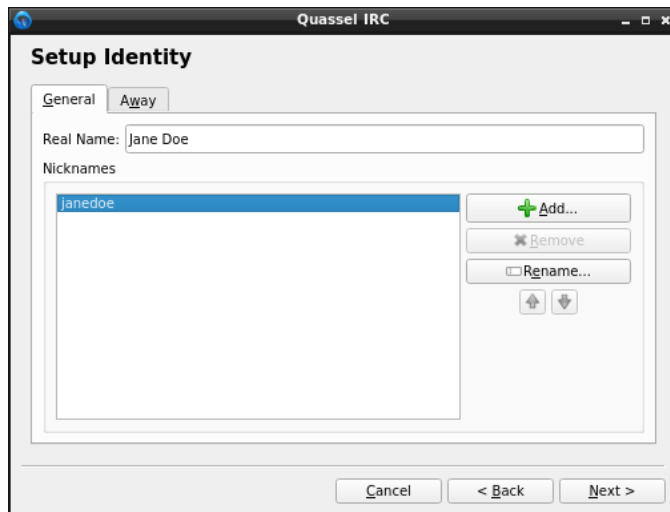 Quassel IRC
Setup Identity
General Away
Real Name: Jane Doe
Nicknames
janedoe
Add...
Remove
Rename...
Cancel < Back Next >